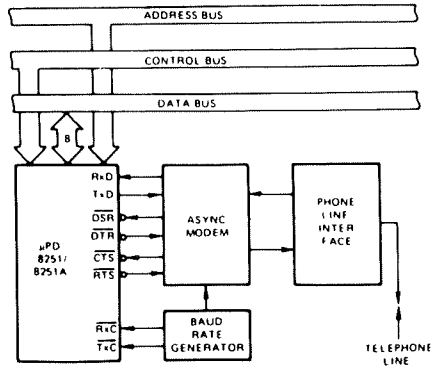 ADDRESS BUS
CONTROL BUS
DATA BUS
8
μPD
8251/
8251A
RxD
TxD
DSR
DTR
CTS
RTS
RxC
TxC
ASYNC
MODEM
BAUD
RATE
GENERATOR
PHONE
LINE
INTER
FACE
TELEPHONE
LINE